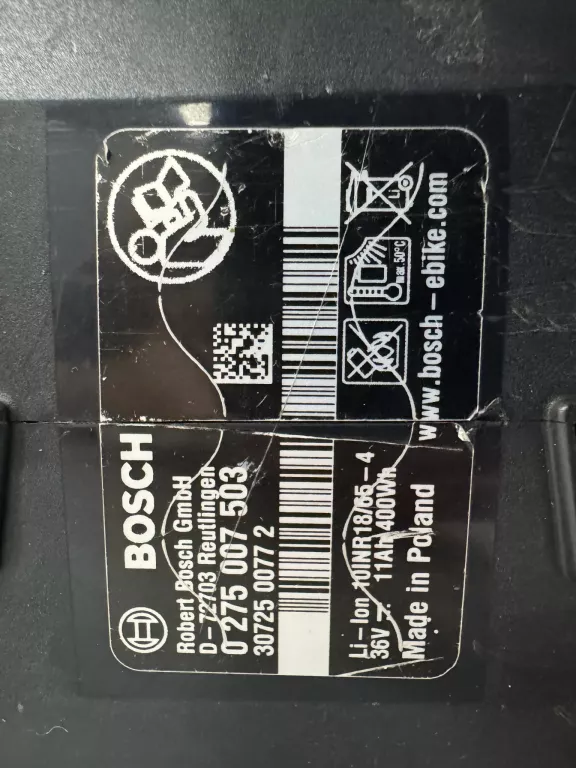 BOSCH
Robert Bosch GmbH
D-72703 Reutlingen
0 275 007 503
30725 0077 2
Li-Ion 10INR18/65-4
36V 11Ah 400Wh
Made in Poland
Li
max. 50°C
www.bosch-ebike.com